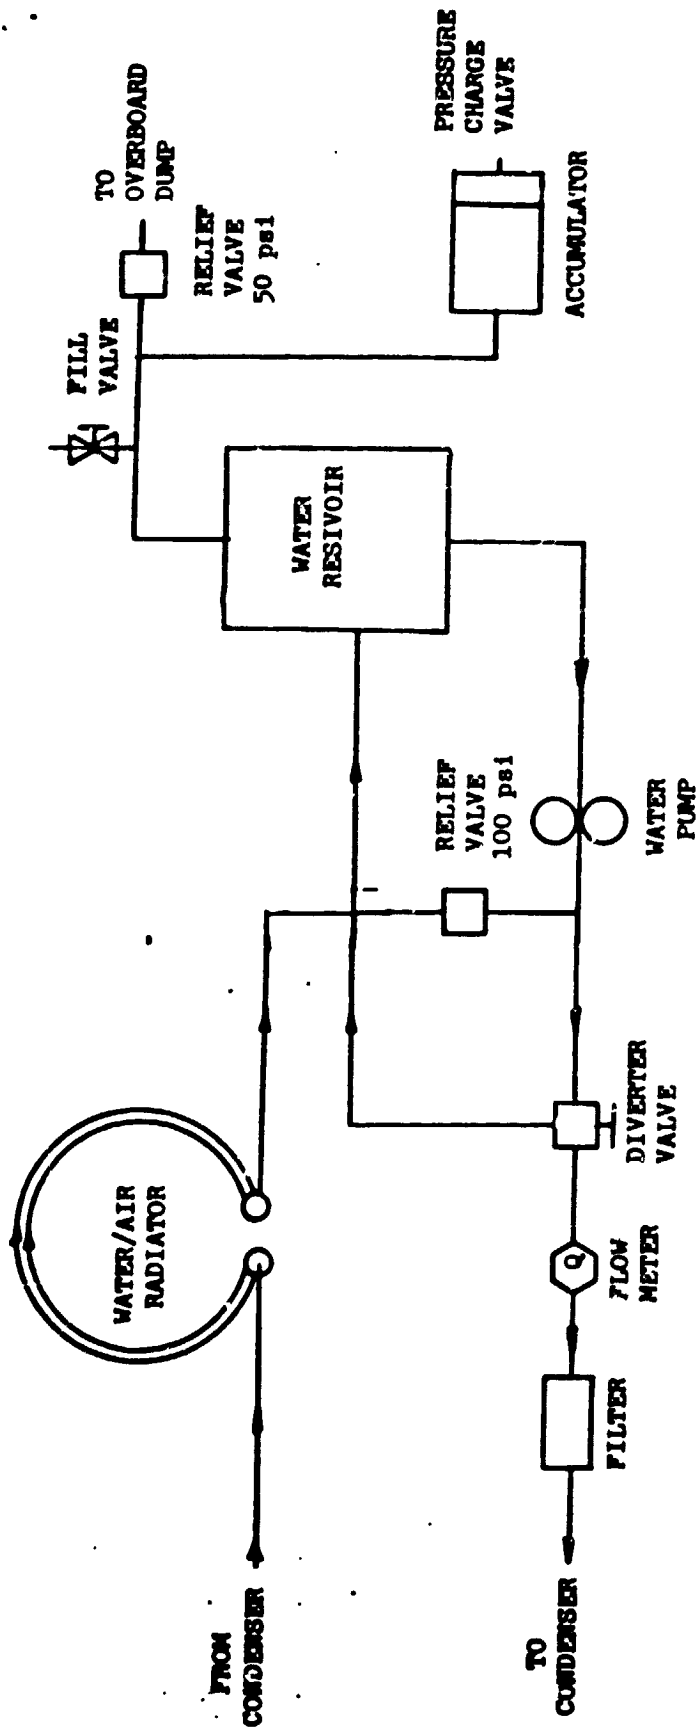 WATER/AIR
RADIATOR
FILL
VALVE
TO
OVERBOARD
DUMP
RELIEF
VALVE
50 psi
FROM
CONDENSER
WATER
RESIVOIR
RELIEF
VALVE
100 psi
PRESSURE
CHARGE
VALVE
ACCUMULATOR
TO
CONDENSER
FILTER
Q
FLOW
METER
DIVERTER
VALVE
WATER
PUMP